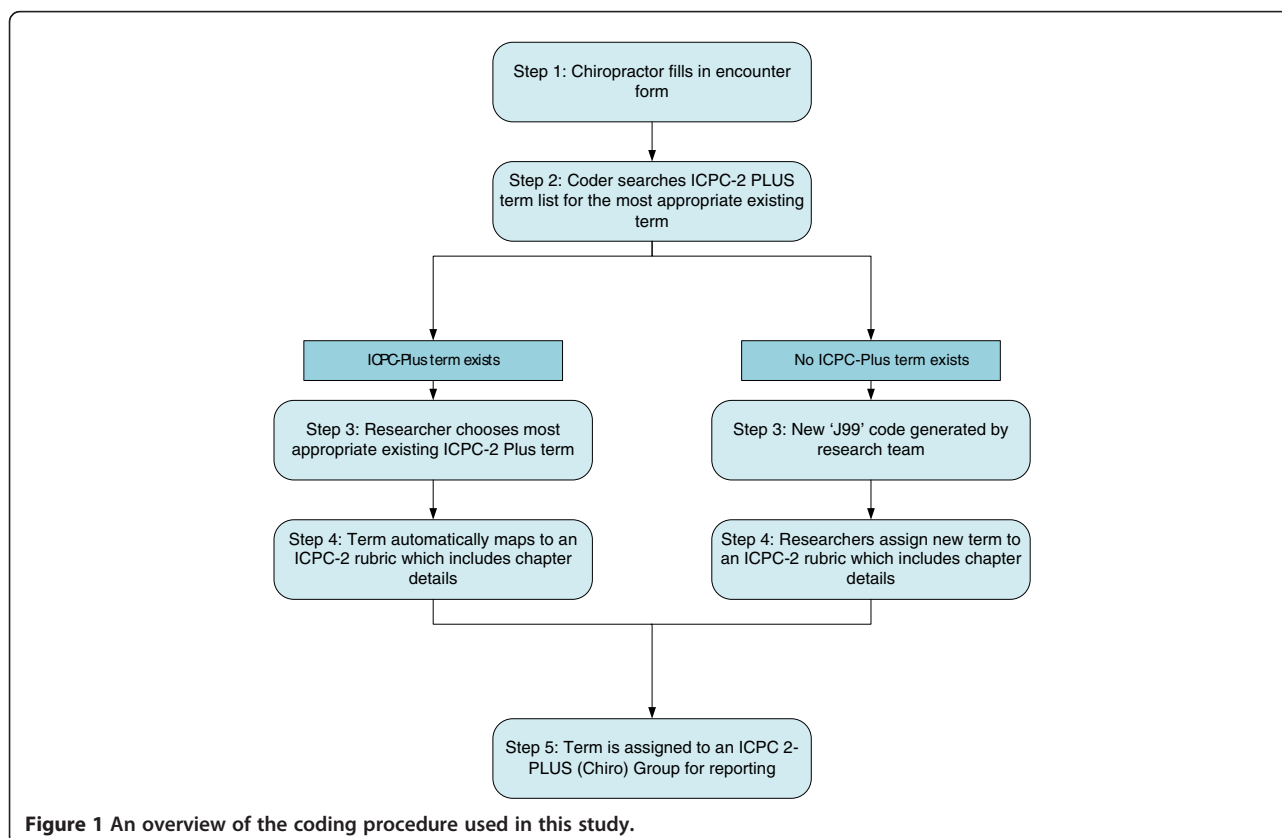 Step 1: Chiropractor fills in encounter
form
Step 2: Coder searches ICPC-2 PLUS
term list for the most appropriate existing
term
ICPC-Plus term exists
No ICPC-Plus term exists
Step 3: Researcher chooses most
appropriate existing ICPC-2 Plus term
Step 3: New ‘J99’ code generated by
research team
Step 4: Term automatically maps to an
ICPC-2 rubric which includes chapter
details
Step 4: Researchers assign new term to
an ICPC-2 rubric which includes chapter
details
Step 5: Term is assigned to an ICPC 2-
PLUS (Chiro) Group for reporting
Figure 1 An overview of the coding procedure used in this study.